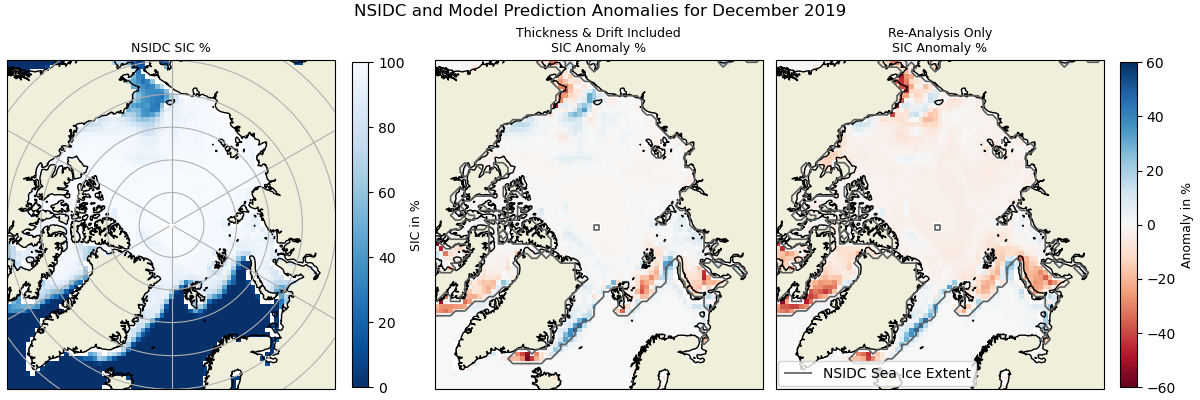 NSIDC and Model Prediction Anomalies for December 2019
NSIDC SIC %
Thickness & Drift Included
SIC Anomaly %
Re-Analysis Only
SIC Anomaly %
100
80
60
40
20
0
SIC in %
60
40
20
0
−20
−40
−60
Anomaly in %
NSIDC Sea Ice Extent